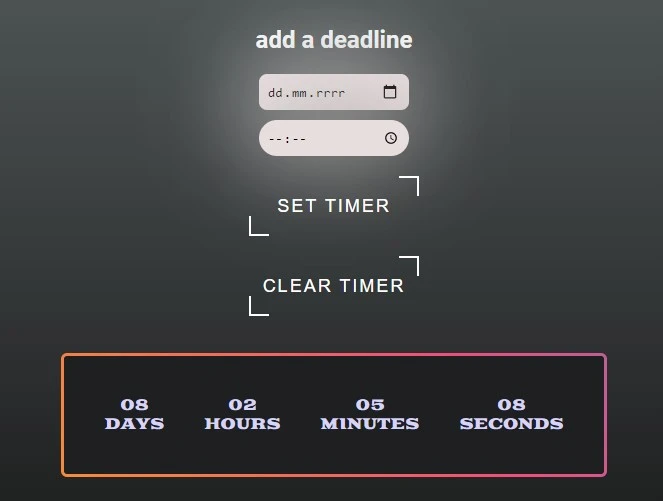 add a deadline
dd.mm.rrrr
--:--
SET TIMER
CLEAR TIMER
08 02 05 08
DAYS HOURS MINUTES SECONDS